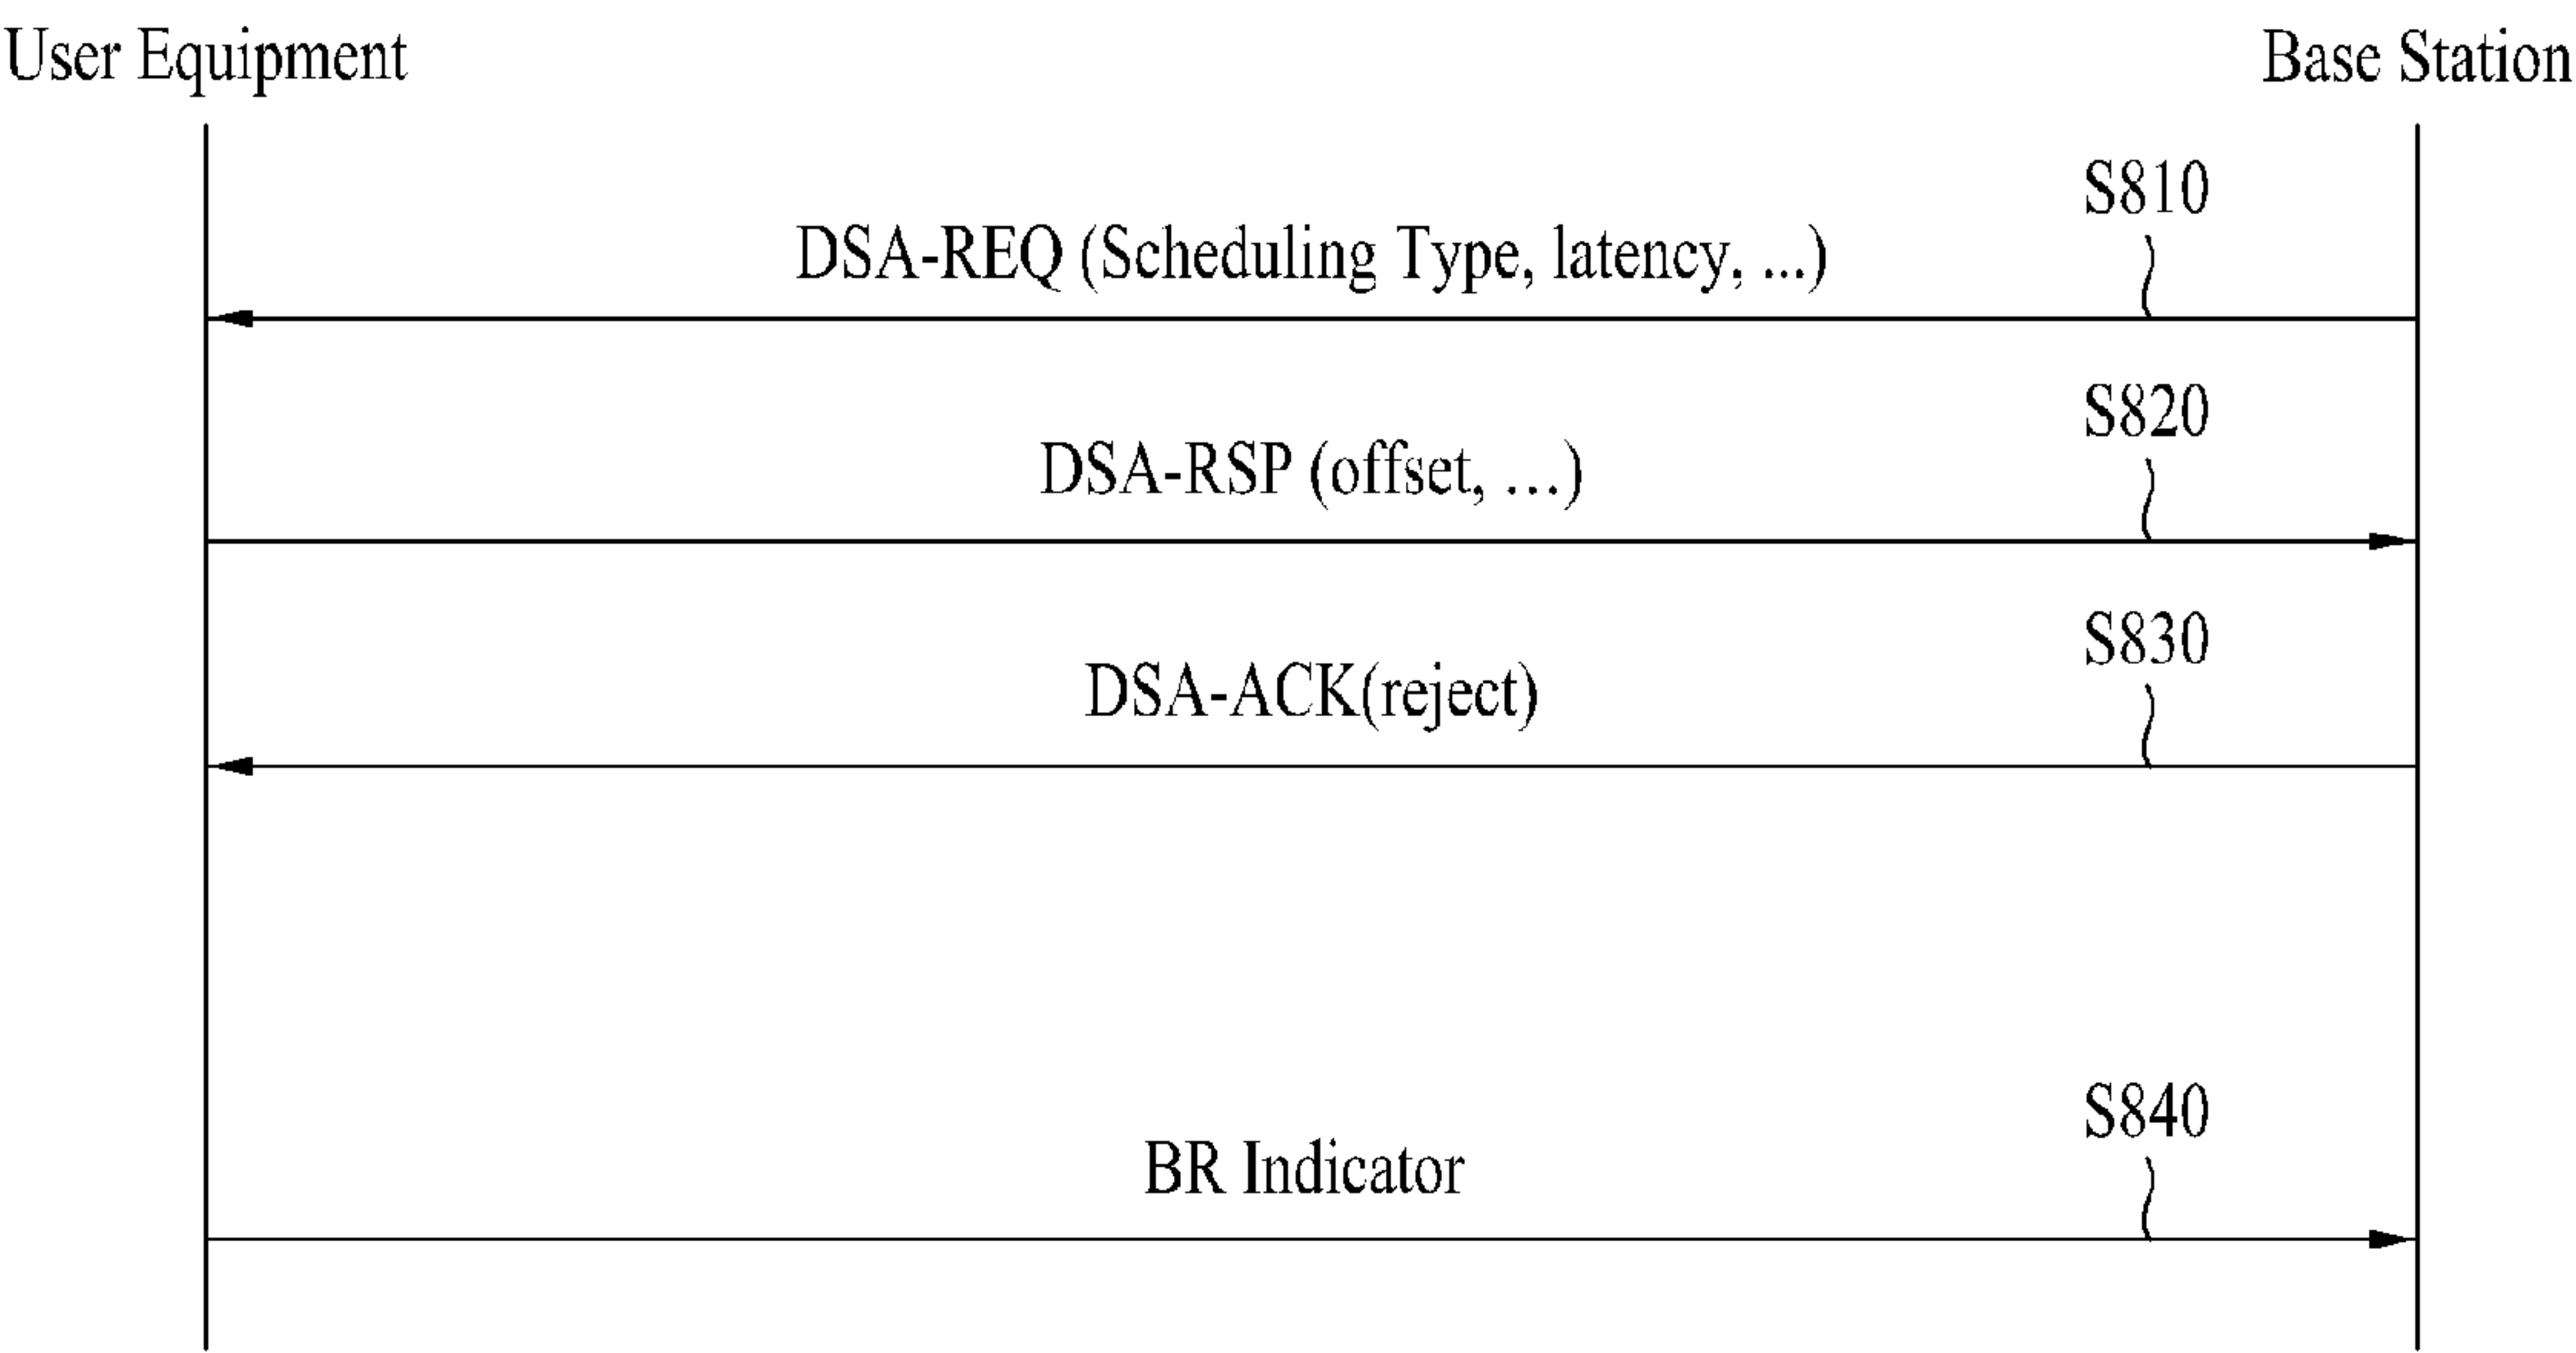 User Equipment
Base Station
S810
DSA-REQ (Scheduling Type, latency, ...)
S820
DSA-RSP (offset, ...)
S830
DSA-ACK(reject)
S840
BR Indicator